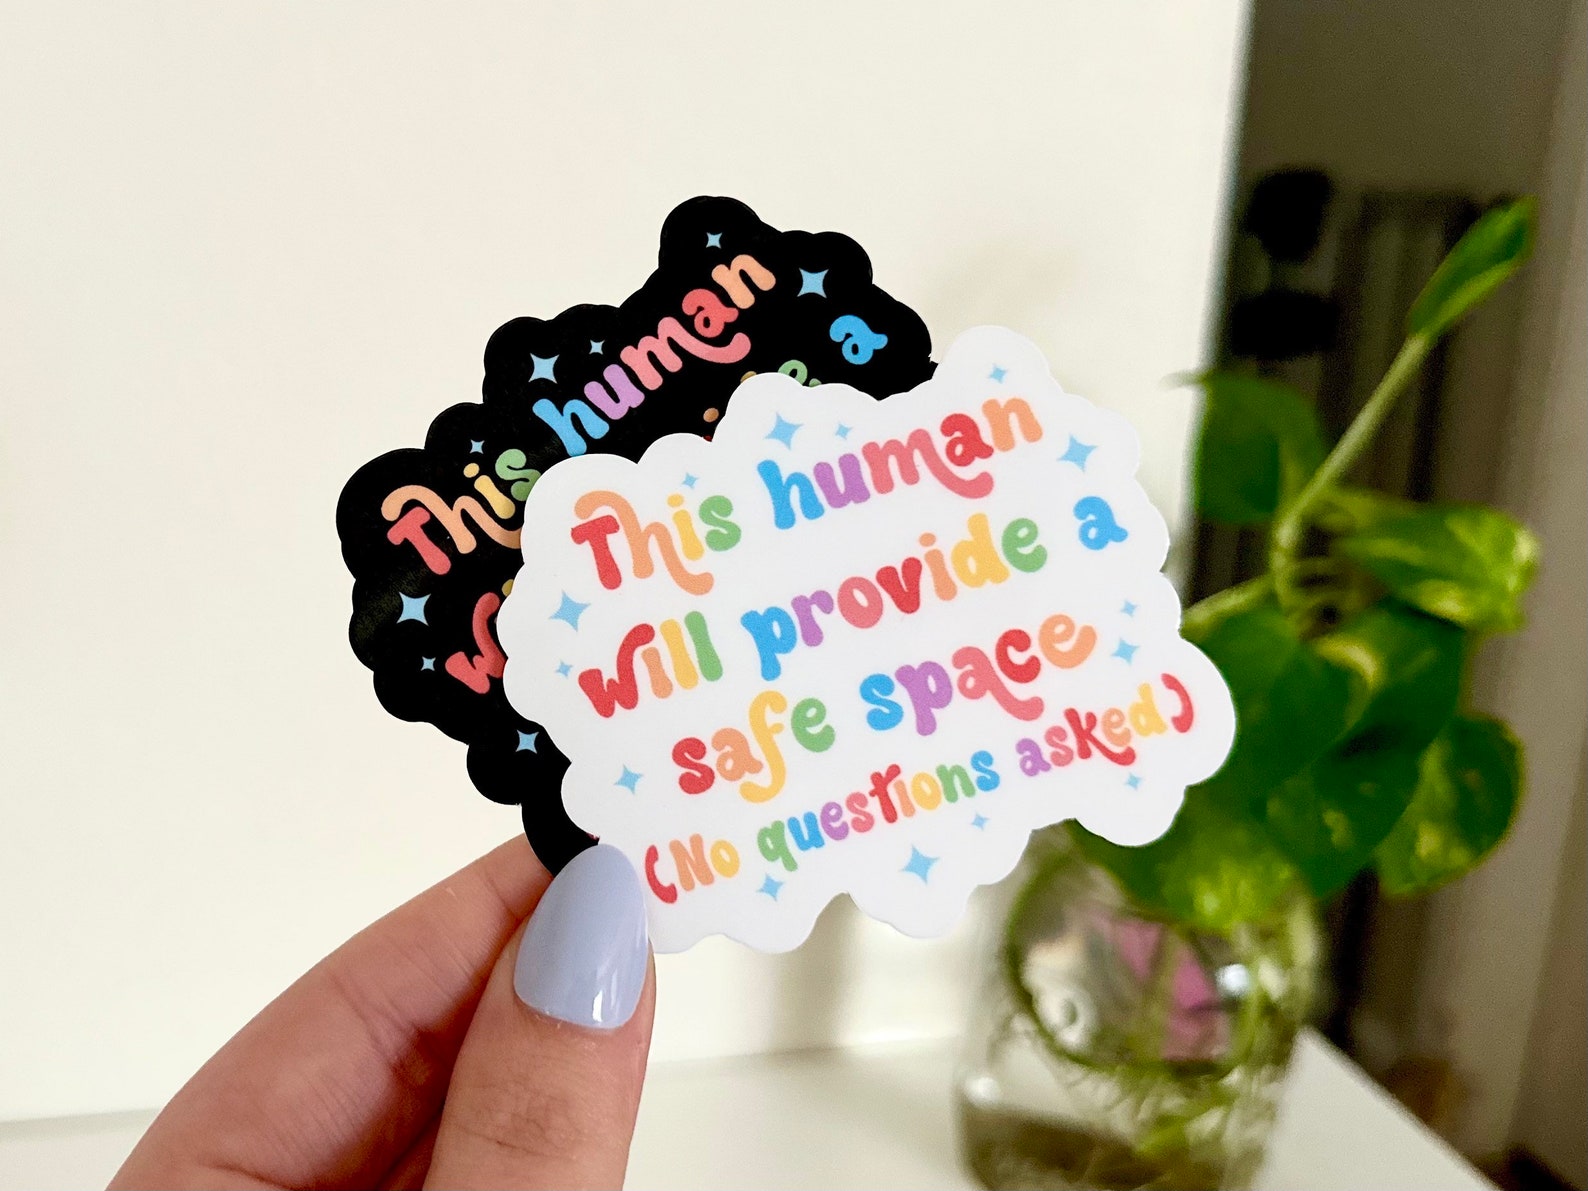 This human
a
This human
will provide a
safe space
(No questions asked)